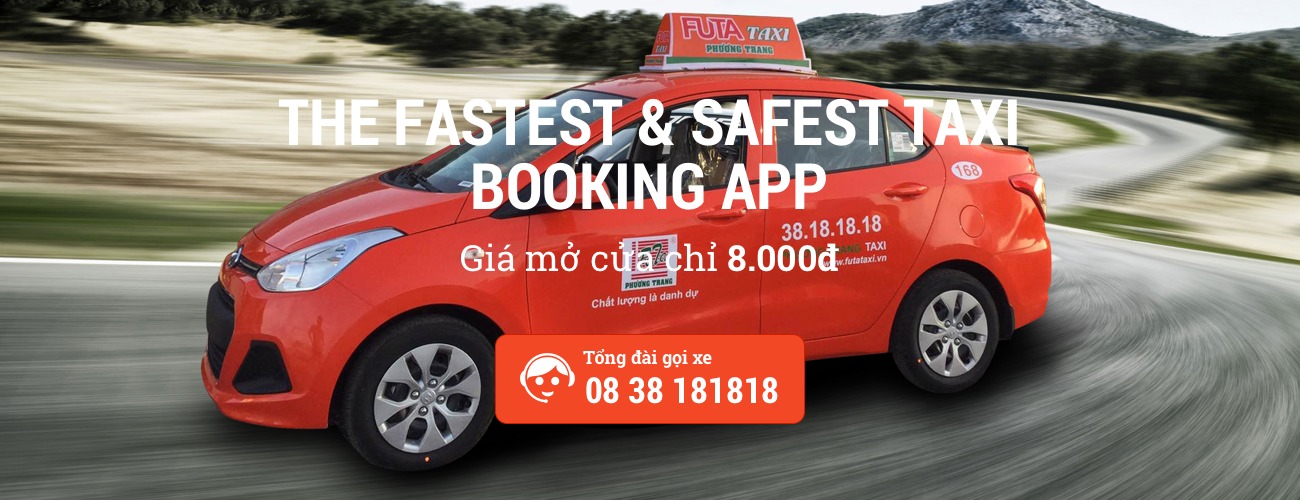 FUTA TAXI
PHƯƠNG TRANG
THE FASTEST & SAFEST TAXI
BOOKING APP
168
38.18.18.18
TAXI
www.futataxi.vn
Giá mở cửa chỉ 8.000đ
PHƯƠNG TRANG
Chất lượng là danh dự
Tổng đài gọi xe
08 38 181818